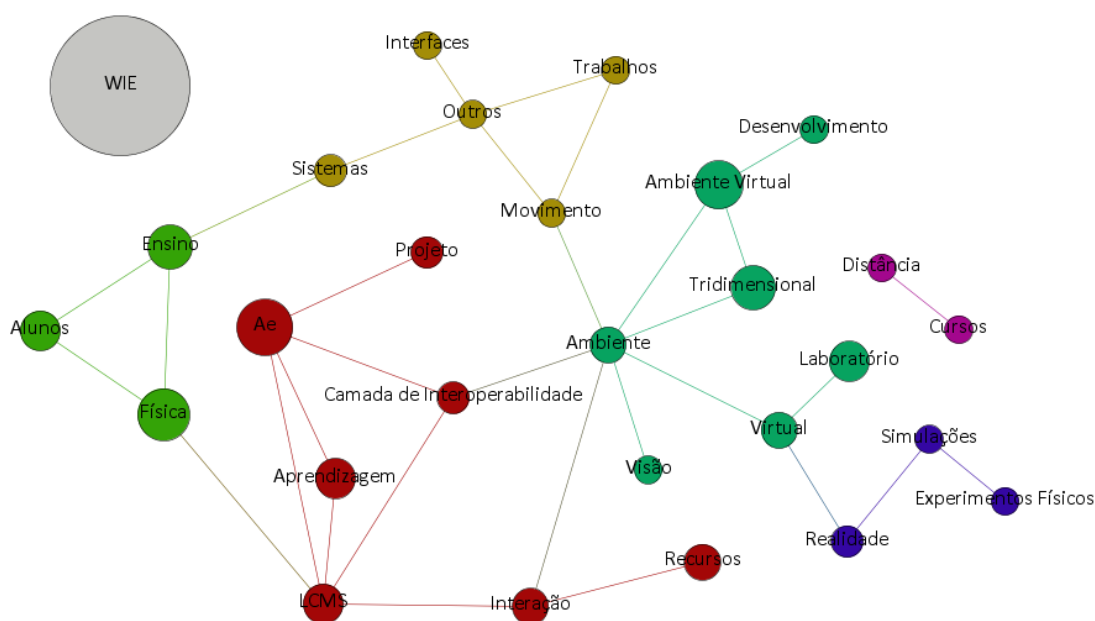 Interfaces
Trabalhos
WIE
Outros
Desenvolvimento
Sistemas
Ambiente Virtual
Movimento
Ensino
Projeto
Distância
Tridimensional
Alunos
Ae
Cursos
Ambiente
Laboratório
Camada de Interoperabilidade
Física
Virtual
Simulações
Aprendizagem
Visão
Experimentos Físicos
Realidade
Recursos
LCMS
Interação